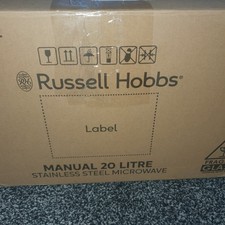 Russell Hobbs
Label
MANUAL 20 LITRE
STAINLESS STEEL MICROWAVE